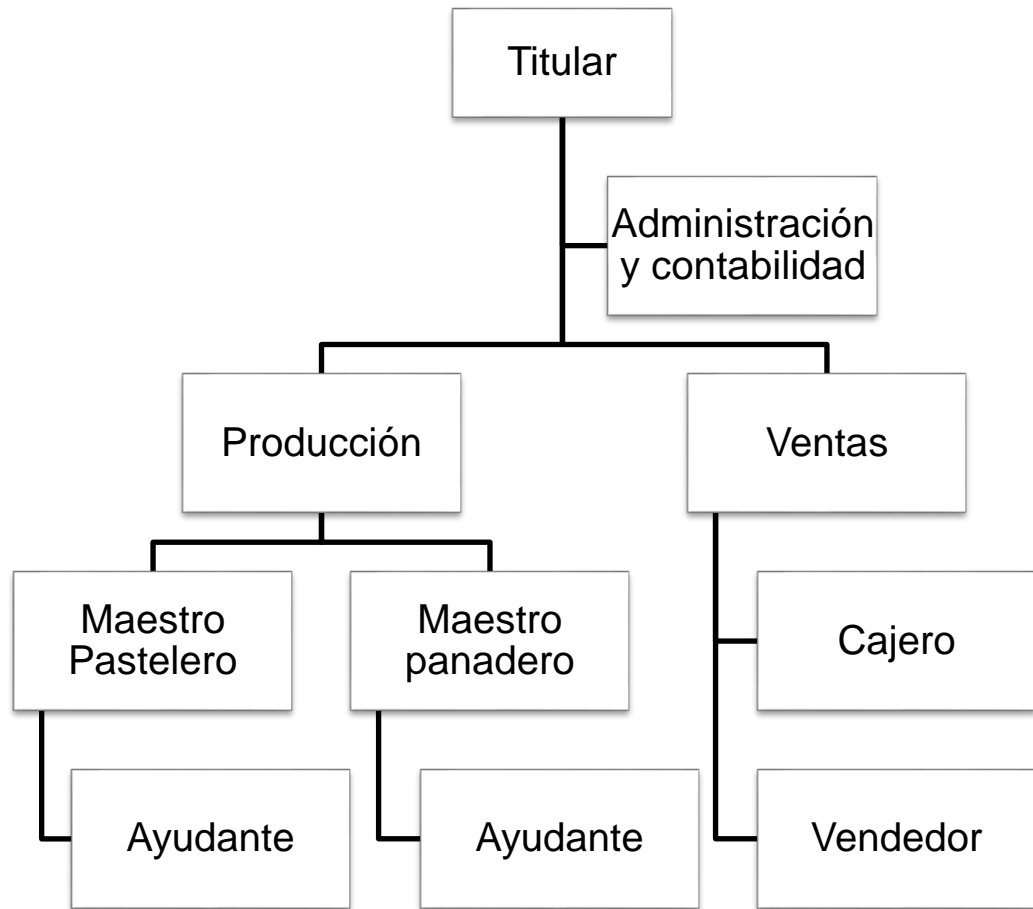 Titular
Administración
y contabilidad
Producción
Ventas
Maestro
Pastelero
Maestro
panadero
Cajero
Ayudante
Ayudante
Vendedor